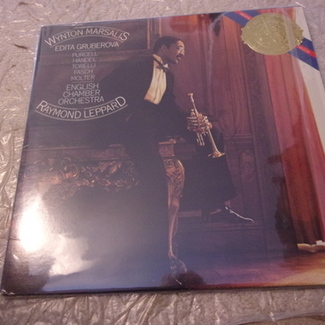 WYNTON MARSALIS
EDITA GRUBEROVA
PURCELL
HANDEL
TORELLI
FASCH
MOLTER
ENGLISH
CHAMBER
ORCHESTRA
RAYMOND LEPPARD